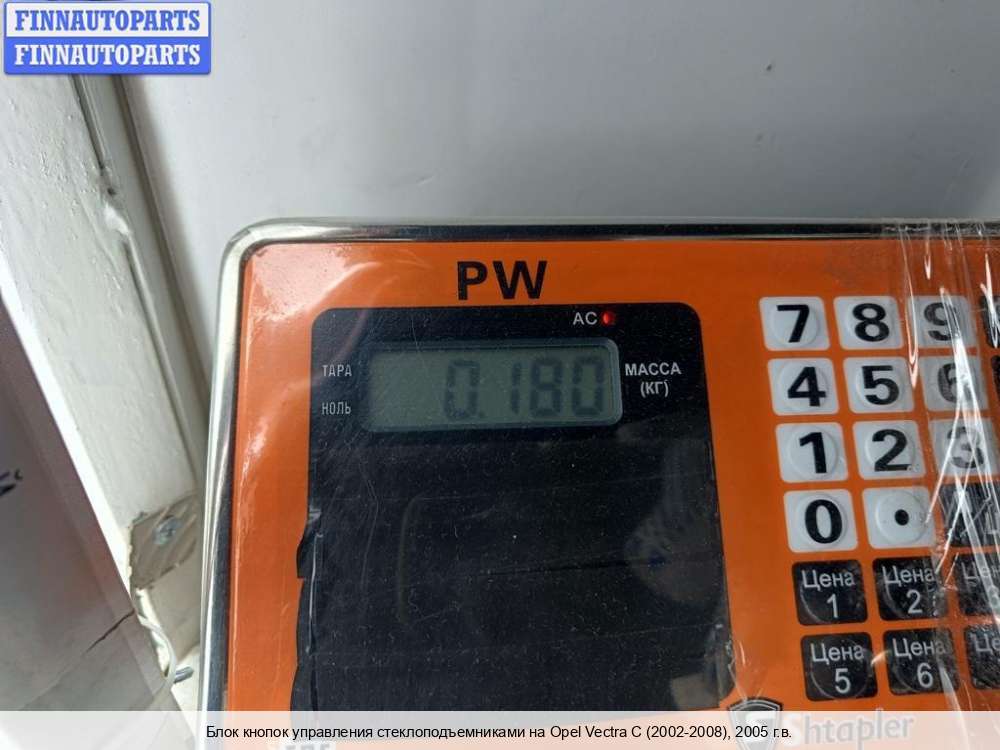 FINNAUTOPARTS
FINNAUTOPARTS
PW
AC
ТАРА
НОЛЬ
0.180
МАССА
(КГ)
7 8 9
4 5 6
1 2 3
0 .
Цена 1
Цена 2
Цена 5
Цена 6
Shtapler
Блок кнопок управления стеклоподъемниками на Opel Vectra C (2002-2008), 2005 г.в.